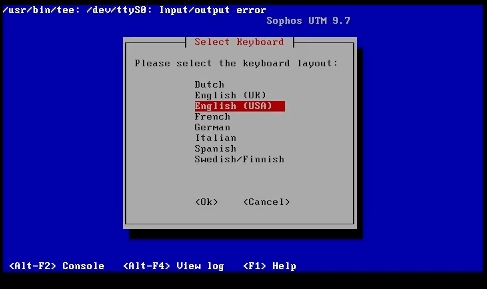 /usr/bin/tee: /dev/ttyS0: Input/output error
Sophos UTM 9.7
Select Keyboard
Please select the keyboard layout:
Dutch
English (UK)
English (USA)
French
German
Italian
Spanish
Swedish/Finnish
<Ok> <Cancel>
<Alt-F2> Console <Alt-F4> View log <F1> Help